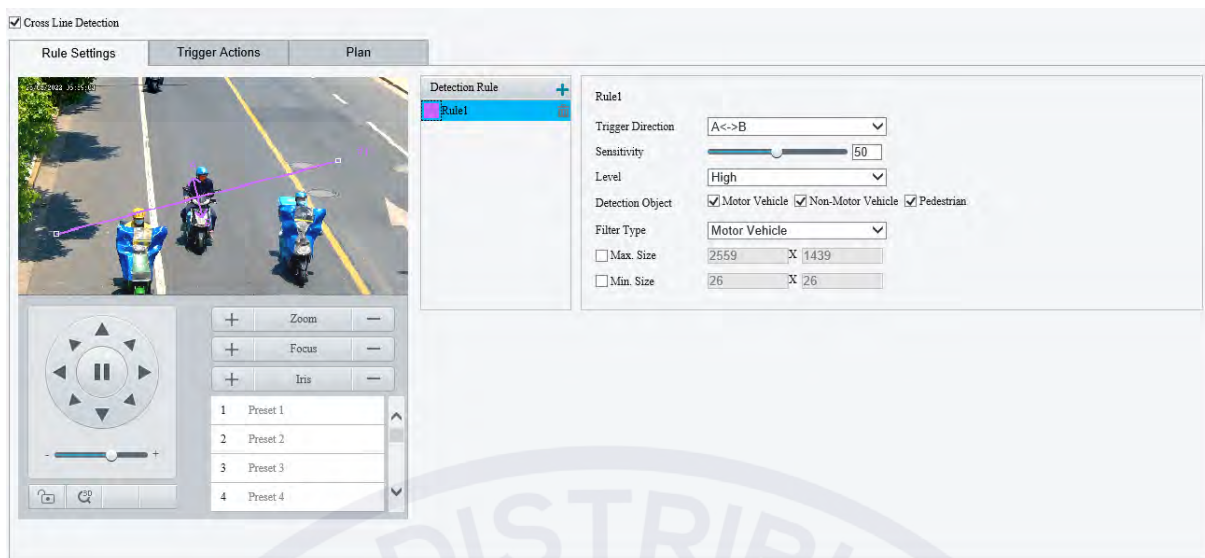 Cross Line Detection
Rule Settings Trigger Actions Plan
Detection Rule +
Rule1
Rule1
Trigger Direction A<->B
Sensitivity 50
Level High
Detection Object Motor Vehicle Non-Motor Vehicle Pedestrian
Filter Type Motor Vehicle
Max. Size 2559 X 1439
Min. Size 26 X 26
+ Zoom —
+ Focus —
+ Iris —
- +
1 Preset 1
2 Preset 2
3 Preset 3
4 Preset 4
3D